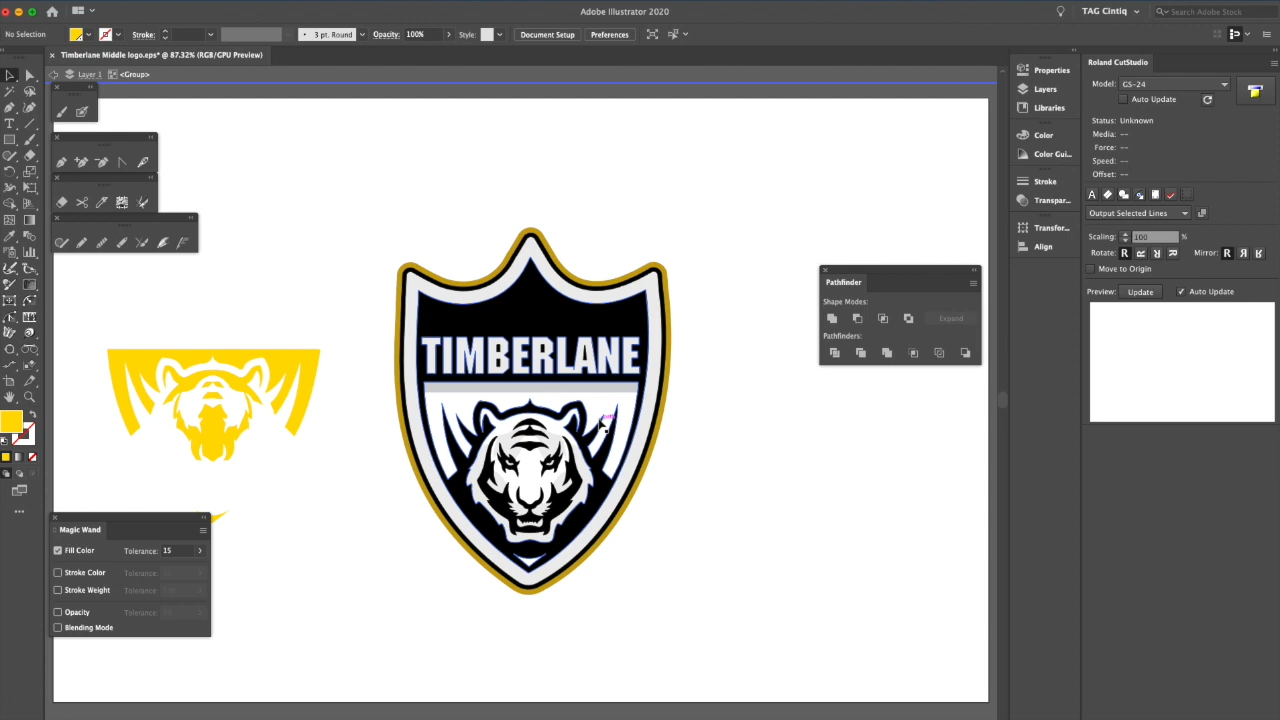 Adobe Illustrator 2020
TAG Cintiq
Search Adobe Stock
No Selection
Stroke:
3 pt. Round
Opacity:
100%
Style:
Document Setup
Preferences
Timberlane Middle logo.eps* @ 87.32% (RGB/GPU Preview)
Layer 1
<Group>
Properties
Layers
Libraries
Color
Color Gui...
Stroke
Transpar...
Transfor...
Align
Roland CutStudio
Model:
GS-24
Auto Update
Status: Unknown
Media: --
Force: --
Speed: --
Offset: --
A
Output Selected Lines
Scaling:
100
%
Rotate:
R
R
R
R
Mirror:
R
R
R
Move to Origin
Preview:
Update
Auto Update
Pathfinder
Shape Modes:
Expand
Pathfinders:
TIMBERLANE
Magic Wand
Fill Color
Tolerance:
15
Stroke Color
Tolerance:
Stroke Weight
Tolerance:
Opacity
Tolerance:
Blending Mode